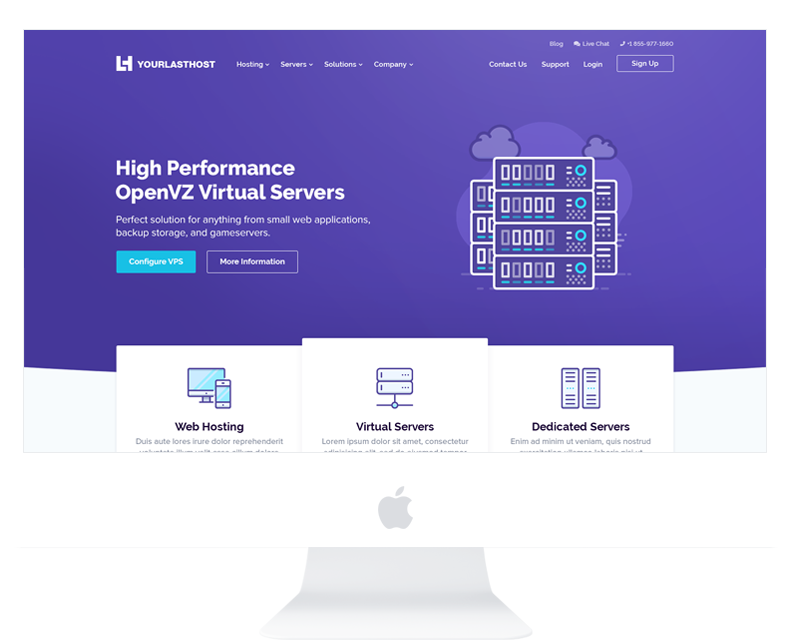 Blog Live Chat +1 855-977-1660
YOURLASTHOST Hosting Servers Solutions Company Contact Us Support Login Sign Up
High Performance
OpenVZ Virtual Servers
Perfect solution for anything from small web applications,
backup storage, and gameservers.
Configure VPS More Information
Web Hosting
Duis aute lores irure dolor reprehenderit
Virtual Servers
Lorem ipsum dolor sit amet, consectetur
Dedicated Servers
Enim ad minim ut veniam, quis nostrud